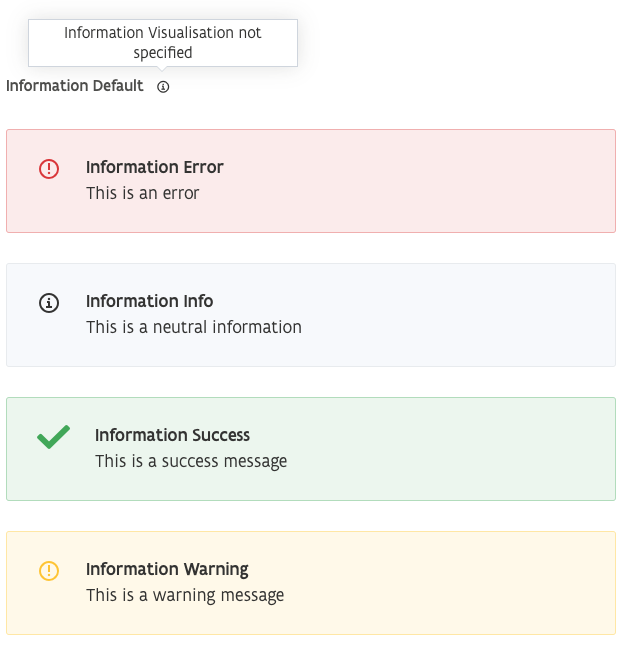 Information Visualisation not
specified
Information Default
Information Error
This is an error
Information Info
This is a neutral information
Information Success
This is a success message
Information Warning
This is a warning message